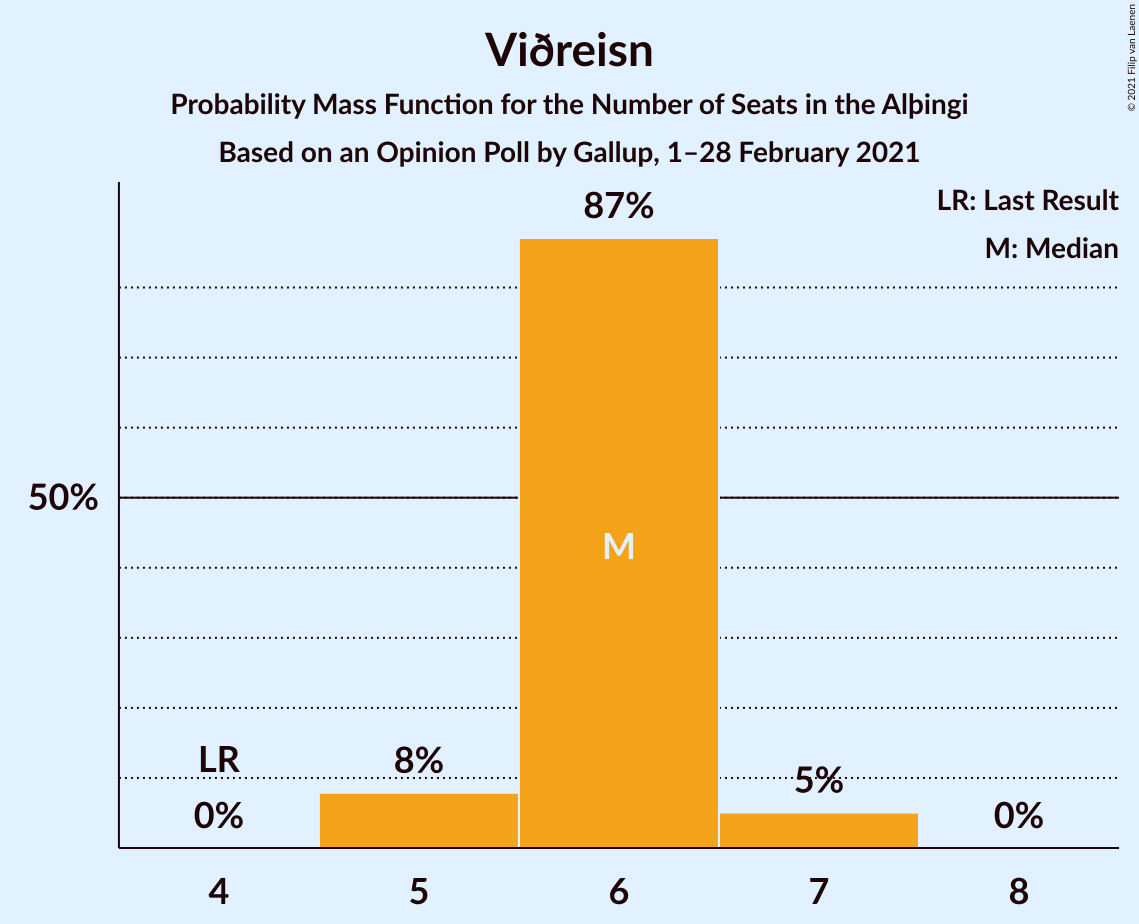 Viðreisn
Probability Mass Function for the Number of Seats in the Alþingi
Based on an Opinion Poll by Gallup, 1–28 February 2021
© 2021 Filip van Laenen
LR: Last Result
M: Median
87%
50%
M
LR
8%
5%
0%
0%
4 5 6 7 8